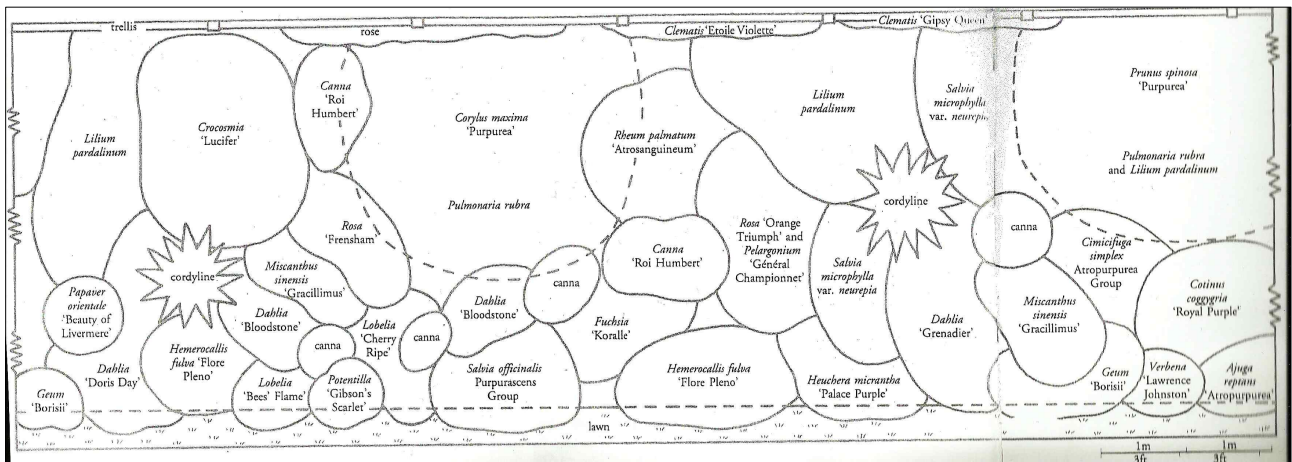 trellis
rose
Clematis 'Etoile Violette'
Clematis 'Gipsy Queen'
Lilium
pardalinum
Crocosmia
'Lucifer'
Canna
'Roi
Humbert'
Corylus maxima
'Purpurea'
Pulmonaria rubra
Rheum palmatum
'Atrosanguineum'
Lilium
pardalinum
Salvia
microphylla
var. neurepia
Prunus spinosa
'Purpurea'
Pulmonaria rubra
and Lilium pardalinum
cordyline
Rosa
'Frensham'
Miscanthus
sinensis
'Gracillimus'
Canna
'Roi Humbert'
Rosa 'Orange
Triumph' and
Pelargonium
'Général
Championnet'
Salvia
microphylla
var. neurepia
cordyline
canna
Cimicifuga
simplex
Atropurpurea
Group
Cotinus
coggygria
'Royal Purple'
Papaver
orientale
'Beauty of
Livermere'
Dahlia
'Bloodstone'
canna
Lobelia
'Cherry
Ripe'
canna
Dahlia
'Bloodstone'
canna
Fuchsia
'Koralle'
Dahlia
'Grenadier'
Miscanthus
sinensis
'Gracillimus'
Geum
'Borisii'
Dahlia
'Doris Day'
Hemerocallis
fulva 'Flore
Pleno'
Lobelia
'Bees' Flame'
Potentilla
'Gibson's
Scarlet'
Salvia officinalis
Purpurascens
Group
Hemerocallis fulva
'Flore Pleno'
Heuchera micrantha
'Palace Purple'
Geum
'Borisii'
Verbena
'Lawrence
Johnston'
Ajuga
reptans
'Atropurpurea'
lawn
1m 1m
3ft 3ft